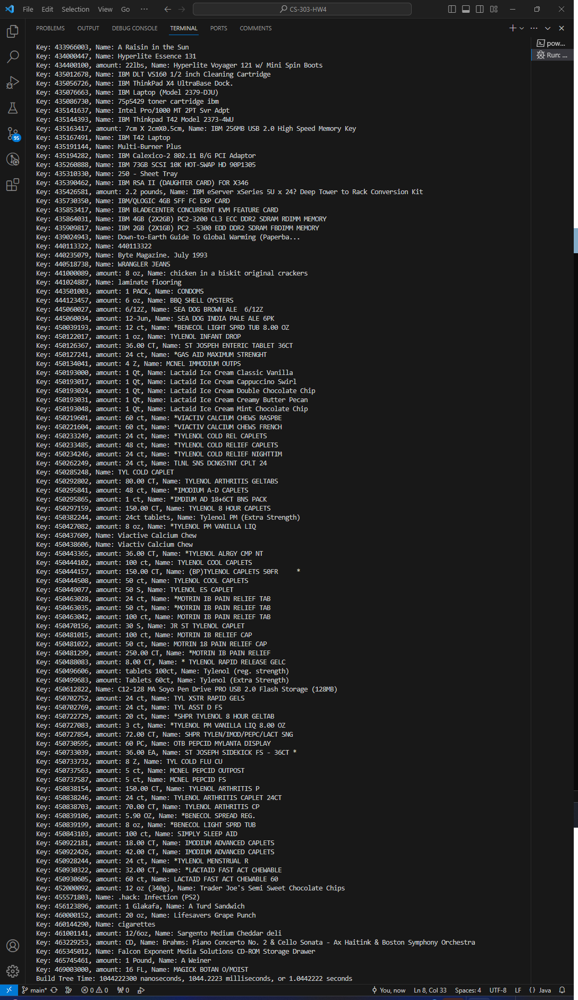 File Edit Selection View Go ··· CS-303-HW4
PROBLEMS OUTPUT DEBUG CONSOLE TERMINAL PORTS COMMENTS
pow...
Run: ...
Key: 433966003, Name: A Raisin in the Sun
Key: 434000447, Name: Hyperlite Essence 131
Key: 434400100, amount: 22lbs, Name: Hyperlite Voyager 121 w/ Mini Spin Boots
Key: 435012678, Name: IBM DLT VS160 1/2 inch Cleaning Cartridge
Key: 435056726, Name: IBM ThinkPad X4 UltraBase Dock.
Key: 435076663, Name: IBM Laptop (Model 2379-DJU)
Key: 435086730, Name: 75p5429 toner cartridge ibm
Key: 435141637, Name: Intel Pro/1000 MT 2PT Svr Adpt
Key: 435144393, Name: IBM Thinkpad T42 Model 2373-4WU
Key: 435163417, amount: 7cm X 2cmX0.5cm, Name: IBM 256MB USB 2.0 High Speed Memory Key
Key: 435167491, Name: IBM T42 Laptop
Key: 435191144, Name: Multi-Burner Plus
Key: 435194282, Name: IBM Calexico-2 802.11 B/G PCI Adaptor
Key: 435260888, Name: IBM 73GB SCSI 10K HOT-SWAP HD 90P1305
Key: 435310330, Name: 250 - Sheet Tray
Key: 435390462, Name: IBM RSA II (DAUGHTER CARD) FOR X346
Key: 435426581, amount: 2.2 pounds, Name: IBM eServer xSeries 5U x 24? Deep Tower to Rack Conversion Kit
Key: 435730350, Name: IBM/QLOGIC 4GB SFF FC EXP CARD
Key: 435853417, Name: IBM BLADECENTER CONCURRENT KVM FEATURE CARD
Key: 435864031, Name: IBM 4GB (2X2GB) PC2-3200 CL3 ECC DDR2 SDRAM RDIMM MEMORY
Key: 435909817, Name: IBM 2GB (2X1GB) PC2 -5300 EDD DDR2 SDRAM FBDIMM MEMORY
Key: 439024943, Name: Down-to-Earth Guide To Global Warming (Paperba...
Key: 440113322, Name: 440113322
Key: 440235079, Name: Byte Magazine. July 1993
Key: 440518738, Name: WRANGLER JEANS
Key: 441000089, amount: 8 oz, Name: chicken in a biskit original crackers
Key: 441024887, Name: laminate flooring
Key: 443501003, amount: 1 PACK, Name: CONDOMS
Key: 444123457, amount: 6 oz, Name: BBQ SHELL OYSTERS
Key: 445060027, amount: 6/12Z, Name: SEA DOG BROWN ALE  6/12Z
Key: 445060034, amount: 12-Jun, Name: SEA DOG INDIA PALE ALE 6PK
Key: 450039193, amount: 12 ct, Name: *BENECOL LIGHT SPRD TUB 8.00 OZ
Key: 450122017, amount: 1 oz, Name: TYLENOL INFANT DROP
Key: 450126367, amount: 36.00 CT, Name: ST JOSPEH ENTERIC TABLET 36CT
Key: 450127241, amount: 24 ct, Name: *GAS AID MAXIMUM STRENGHT
Key: 450134041, amount: 4 Z, Name: MCNEL IMMODIUM OUTPS
Key: 450193000, amount: 1 Qt, Name: Lactaid Ice Cream Classic Vanilla
Key: 450193017, amount: 1 Qt, Name: Lactaid Ice Cream Cappuccino Swirl
Key: 450193024, amount: 1 Qt, Name: Lactaid Ice Cream Double Chocolate Chip
Key: 450193031, amount: 1 Qt, Name: Lactaid Ice Cream Creamy Butter Pecan
Key: 450193048, amount: 1 Qt, Name: Lactaid Ice Cream Mint Chocolate Chip
Key: 450219601, amount: 60 ct, Name: *VIACTIV CALCIUM CHEWS RASPBE
Key: 450221604, amount: 60 ct, Name: *VIACTIV CALCIUM CHEWS FRENCH
Key: 450233249, amount: 24 ct, Name: *TYLENOL COLD REL CAPLETS
Key: 450233485, amount: 48 ct, Name: *TYLENOL COLD RELIEF CAPLETS
Key: 450234246, amount: 24 ct, Name: *TYLENOL COLD RELIEF NIGHTTIM
Key: 450262249, amount: 24 ct, Name: TLNL SNS DCNGSTNT CPLT 24
Key: 450285248, Name: TYL COLD CAPLET
Key: 450292802, amount: 80.00 CT, Name: TYLENOL ARTHRITIS GELTABS
Key: 450295841, amount: 48 ct, Name: *IMODIUM A-D CAPLETS
Key: 450295865, amount: 1 ct, Name: *IMDIUM AD 18+6CT BNS PACK
Key: 450297159, amount: 150.00 CT, Name: TYLENOL 8 HOUR CAPLETS
Key: 450382244, amount: 24ct tablets, Name: Tylenol PM (Extra Strength)
Key: 450427082, amount: 8 oz, Name: *TYLENOL PM VANILLA LIQ
Key: 450437609, Name: Viactive Calcium Chew
Key: 450438606, Name: Viactiv Calcium Chew
Key: 450443365, amount: 36.00 CT, Name: *TYLENOL ALRGY CMP NT
Key: 450444102, amount: 100 ct, Name: TYLENOL COOL CAPLETS
Key: 450444157, amount: 150.00 CT, Name: (BP)TYLENOL CAPLETS 50FR     *
Key: 450444508, amount: 50 ct, Name: TYLENOL COOL CAPLETS
Key: 450449077, amount: 50 S, Name: TYLENOL ES CAPLET
Key: 450463028, amount: 24 ct, Name: *MOTRIN IB PAIN RELIEF TAB
Key: 450463035, amount: 50 ct, Name: *MOTRIN IB PAIN RELIEF TAB
Key: 450463042, amount: 100 ct, Name: MOTRIN IB PAIN RELIEF TAB
Key: 450470156, amount: 30 S, Name: JR ST TYLENOL CAPLET
Key: 450481015, amount: 100 ct, Name: MOTRIN IB RELIEF CAP
Key: 450481022, amount: 50 ct, Name: MOTRIN 18 PAIN RELIEF CAP
Key: 450481299, amount: 250.00 CT, Name: *MOTRIN IB PAIN RELIEF
Key: 450488083, amount: 8.00 CT, Name: * TYLENOL RAPID RELEASE GELC
Key: 450496606, amount: tablets 100ct, Name: Tylenol (reg. strength)
Key: 450499683, amount: Tablets 60ct, Name: Tylenol (Extra Strength)
Key: 450612822, Name: C12-128 MA Soyo Pen Drive PRO USB 2.0 Flash Storage (128MB)
Key: 450702752, amount: 24 ct, Name: TYL XSTR RAPID GELS
Key: 450702769, amount: 24 ct, Name: TYL ASST D FS
Key: 450722729, amount: 20 ct, Name: *SHPR TYLENOL 8 HOUR GELTAB
Key: 450727083, amount: 3 ct, Name: *TYLENOL PM VANILLA LIQ 8.00 OZ
Key: 450727854, amount: 72.00 CT, Name: SHPR TYLEN/IMOD/PEPC/LACT SNG
Key: 450730595, amount: 60 PC, Name: OTB PEPCID MYLANTA DISPLAY
Key: 450733039, amount: 36.00 EA, Name: ST JOSEPH SIDEKICK FS - 36CT *
Key: 450733732, amount: 8 Z, Name: TYL COLD FLU CU
Key: 450737563, amount: 5 ct, Name: MCNEL PEPCID OUTPOST
Key: 450737587, amount: 5 ct, Name: MCNEL PEPCID FS
Key: 450838154, amount: 150.00 CT, Name: TYLENOL ARTHRITIS P
Key: 450838246, amount: 24 ct, Name: TYLENOL ARTHRITIS CAPLET 24CT
Key: 450838703, amount: 70.00 CT, Name: TYLENOL ARTHRITIS CP
Key: 450839106, amount: 5.90 OZ, Name: *BENECOL SPREAD REG.
Key: 450839199, amount: 8 oz, Name: *BENECOL LIGHT SPRD TUB
Key: 450843103, amount: 100 ct, Name: SIMPLY SLEEP AID
Key: 450922181, amount: 18.00 CT, Name: IMODIUM ADVANCED CAPLETS
Key: 450922426, amount: 42.00 CT, Name: IMODIUM ADVANCED CAPLETS
Key: 450928244, amount: 24 ct, Name: *TYLENOL MENSTRUAL R
Key: 450930322, amount: 32.00 CT, Name: *LACTAID FAST ACT CHEWABLE
Key: 450930605, amount: 60 ct, Name: LACTAID FAST ACT CHEWABLE 60
Key: 452000092, amount: 12 oz (340g), Name: Trader Joe's Semi Sweet Chocolate Chips
Key: 455571803, Name: .hack: Infection (PS2)
Key: 456123896, amount: 1 Glakafa, Name: A Turd Sandwich
Key: 460000152, amount: 20 oz, Name: Lifesavers Grape Punch
Key: 460144290, Name: cigarettes
Key: 461001141, amount: 12/6oz, Name: Sargento Medium Cheddar deli
Key: 463229253, amount: CD, Name: Brahms: Piano Concerto No. 2 & Cello Sonata - Ax Haitink & Boston Symphony Orchestra
Key: 465345012, Name: Falcon Exponent Media Solutions CD-ROM Storage Drawer
Key: 465745461, amount: 1 Pound, Name: A Weiner
Key: 469003000, amount: 16 FL, Name: MAGICK BOTAN O/MOIST
Build Tree Time: 1044222300 nanoseconds, 1044.2223 milliseconds, or 1.0442222 seconds
95
main* 0 0 0 You, now Ln 8, Col 33 Spaces: 4 UTF-8 LF {} Java